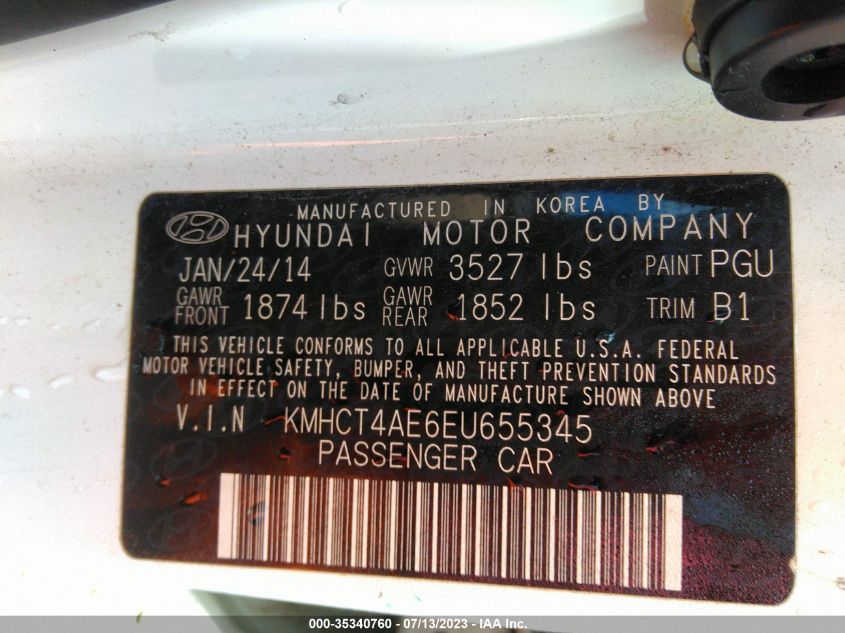 MANUFACTURED IN KOREA BY
HYUNDAI MOTOR COMPANY
JAN/24/14 GVWR 3527 lbs PAINT PGU
GAWR FRONT 1874 lbs GAWR REAR 1852 lbs TRIM B1
THIS VEHICLE CONFORMS TO ALL APPLICABLE U.S.A. FEDERAL
MOTOR VEHICLE SAFETY, BUMPER, AND THEFT PREVENTION STANDARDS
IN EFFECT ON THE DATE OF MANUFACTURE SHOWN ABOVE
V.I.N KMHCT4AE6EU655345
PASSENGER CAR
000-35340760 - 07/13/2023 - IAA Inc.